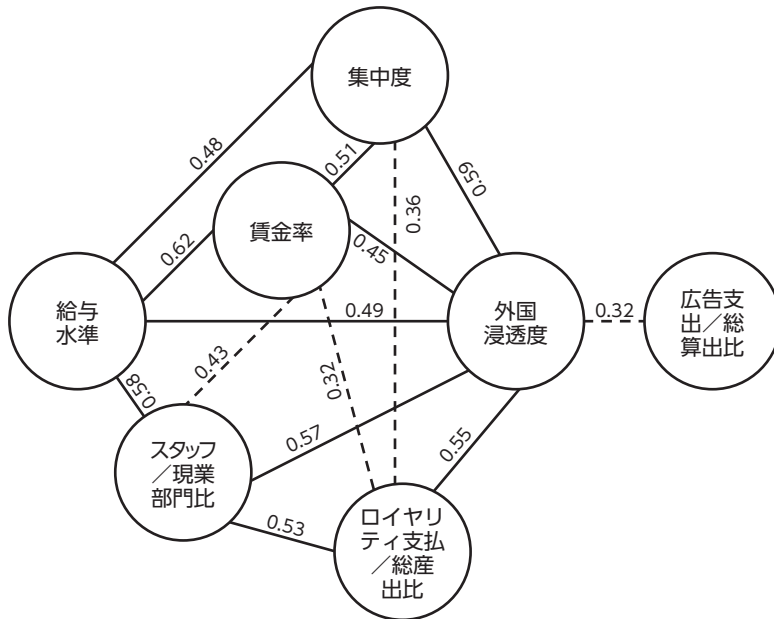 集中度
0.48
0.51
0.59
0.36
賃金率
0.62
0.45
給与
水準
0.49
外国
浸透度
0.32
広告支
出／総
算出比
0.43
0.58
0.32
スタッフ
／現業
部門比
0.57
0.55
0.53
ロイヤリ
ティ支払
／総産
出比